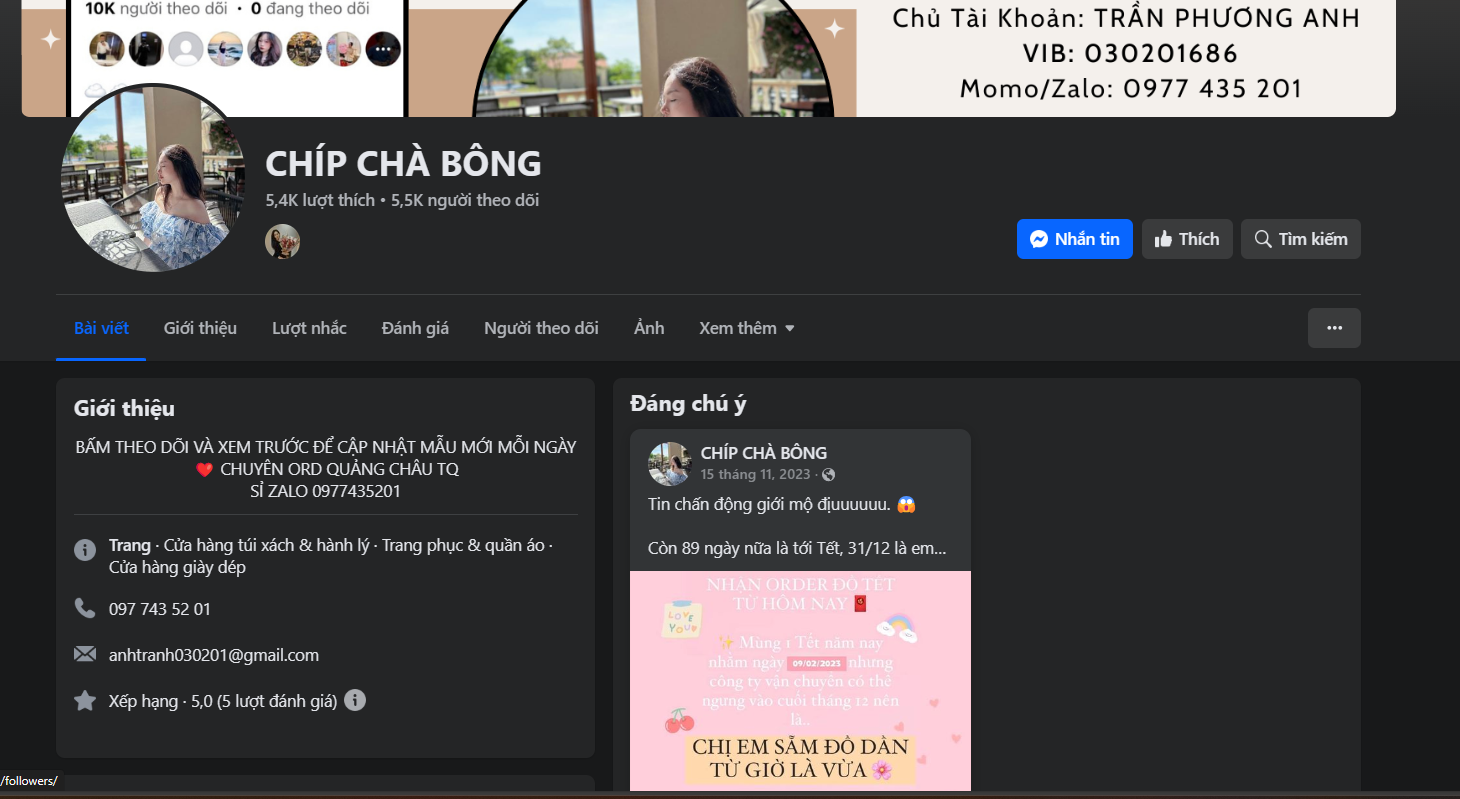 10K người theo dõi • 0 đang theo dõi
Chủ Tài Khoản: TRẦN PHƯƠNG ANH
VIB: 030201686
Momo/Zalo: 0977 435 201
CHÍP CHÀ BÔNG
5,4K lượt thích • 5,5K người theo dõi
Nhắn tin
Thích
Tìm kiếm
Bài viết
Giới thiệu
Lượt nhắc
Đánh giá
Người theo dõi
Ảnh
Xem thêm
Giới thiệu
BẤM THEO DÕI VÀ XEM TRƯỚC ĐỂ CẬP NHẬT MẪU MỚI MỖI NGÀY
❤️ CHUYÊN ORD QUẢNG CHÂU TQ
SỈ ZALO 0977435201
Trang · Cửa hàng túi xách & hành lý · Trang phục & quần áo ·
Cửa hàng giày dép
097 743 52 01
anhtranh030201@gmail.com
Xếp hạng · 5,0 (5 lượt đánh giá)
Đáng chú ý
CHÍP CHÀ BÔNG
15 tháng 11, 2023 ·
Tin chấn động giới mộ địuuuuuu. 😱
Còn 89 ngày nữa là tới Tết, 31/12 là em...
NHẬN ORDER ĐỒ TẾT
TỪ HÔM NAY 🧧
LOVE
YOU♥
✨ Mùng 1 Tết năm nay
nhằm ngày 09/02/2023 nhưng
công ty vận chuyển có thể
ngưng vào cuối tháng 12 nên
là..
CHỊ EM SẮM ĐỒ DẦN
TỪ GIỜ LÀ VỪA 🌸
/followers/